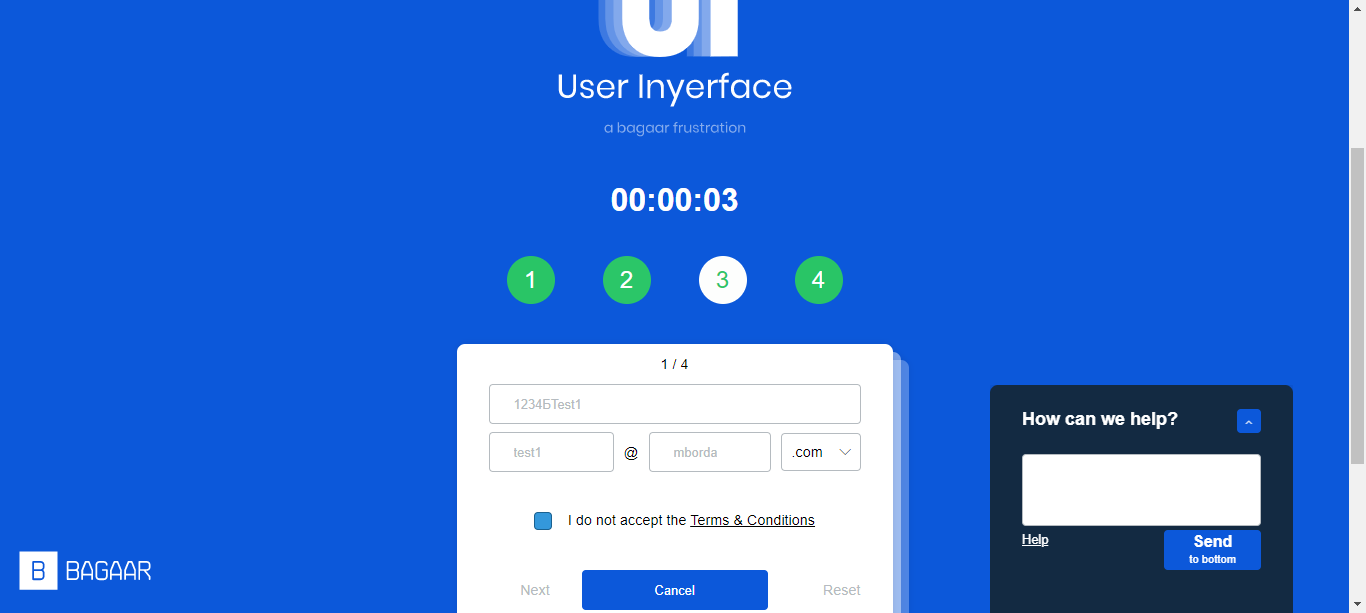 UI
User Inyerface
a bagaar frustration
00:00:03
1 2 3 4
1 / 4
1234БTest1
test1 @ mborda .com
I do not accept the Terms & Conditions
Next Cancel Reset
How can we help?
Help
Send
to bottom
B BAGAAR